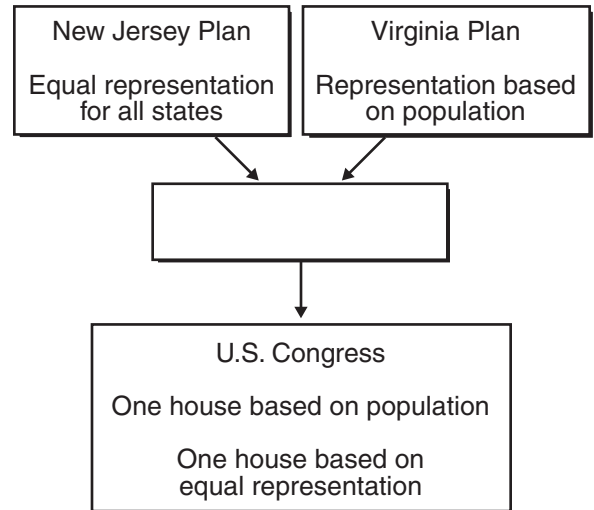 New Jersey Plan
Equal representation
for all states
Virginia Plan
Representation based
on population
U.S. Congress
One house based on population
One house based on
equal representation